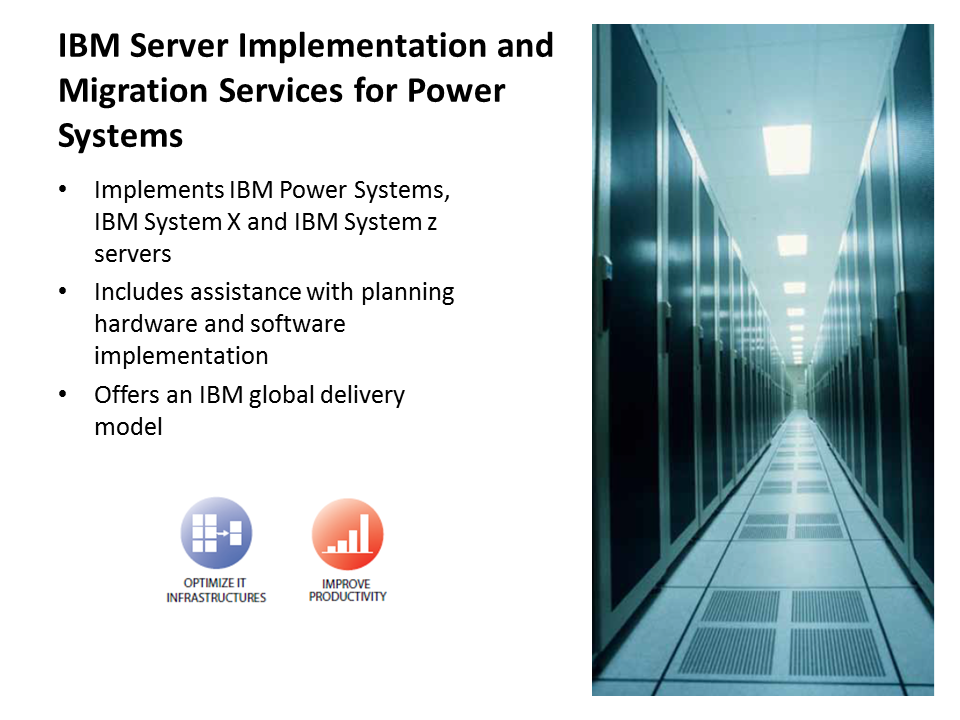 IBM Server Implementation and
Migration Services for Power
Systems
• Implements IBM Power Systems,
IBM System X and IBM System z
servers
• Includes assistance with planning
hardware and software
implementation
• Offers an IBM global delivery
model
OPTIMIZE IT
INFRASTRUCTURES
IMPROVE
PRODUCTIVITY